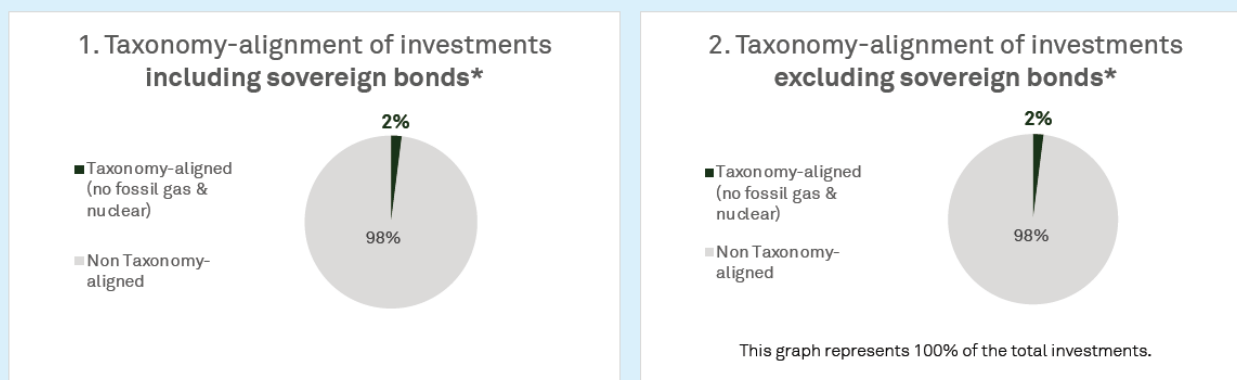 1. Taxonomy-alignment of investments
including sovereign bonds*
2%
Taxonomy-aligned
(no fossil gas &
nuclear)
98%
Non Taxonomy-
aligned
2. Taxonomy-alignment of investments
excluding sovereign bonds*
2%
Taxonomy-aligned
(no fossil gas &
nuclear)
98%
Non Taxonomy-
aligned
This graph represents 100% of the total investments.